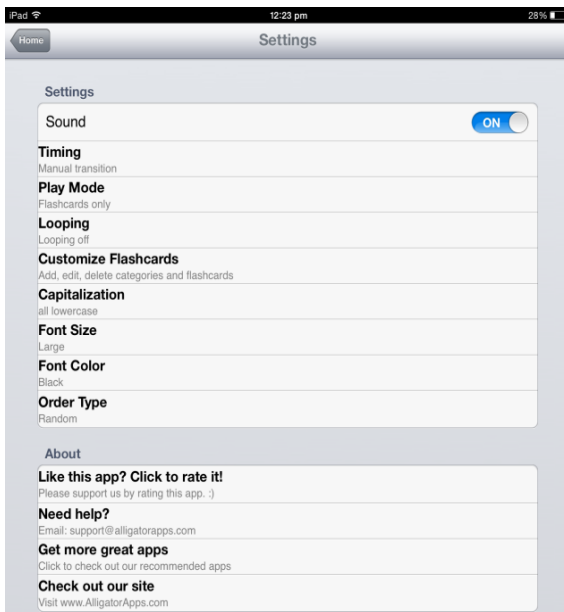 iPad 12:23 pm 28%
Home Settings
Settings
Sound ON
Timing
Manual transition
Play Mode
Flashcards only
Looping
Looping off
Customize Flashcards
Add, edit, delete categories and flashcards
Capitalization
all lowercase
Font Size
Large
Font Color
Black
Order Type
Random
About
Like this app? Click to rate it!
Please support us by rating this app. :)
Need help?
Email: support@alligatorapps.com
Get more great apps
Click to check out our recommended apps
Check out our site
Visit www.AlligatorApps.com